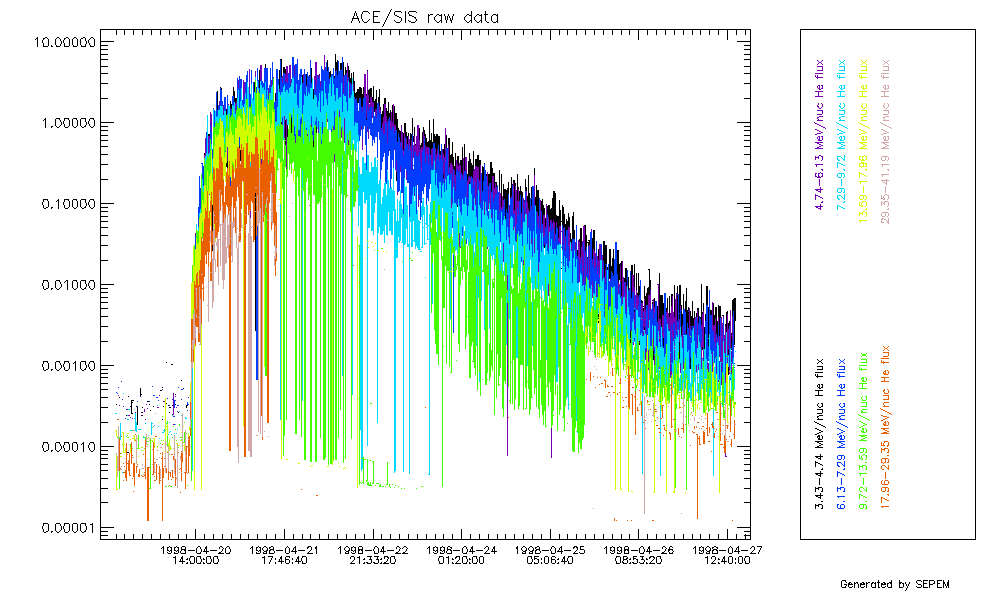 ACE/SIS raw data
10.00000
1.00000
0.10000
0.01000
0.00100
0.00010
0.00001
1998-04-20
14:00:00
1998-04-21
17:46:40
1998-04-22
21:33:20
1998-04-24
01:20:00
1998-04-25
05:06:40
1998-04-26
08:53:20
1998-04-27
12:40:00
3.43-4.74 MeV/nuc He flux
4.74-6.13 MeV/nuc He flux
6.13-7.29 MeV/nuc He flux
7.29-9.72 MeV/nuc He flux
9.72-13.59 MeV/nuc He flux
13.59-17.96 MeV/nuc He flux
17.96-29.35 MeV/nuc He flux
29.35-41.19 MeV/nuc He flux
Generated by SEPEM